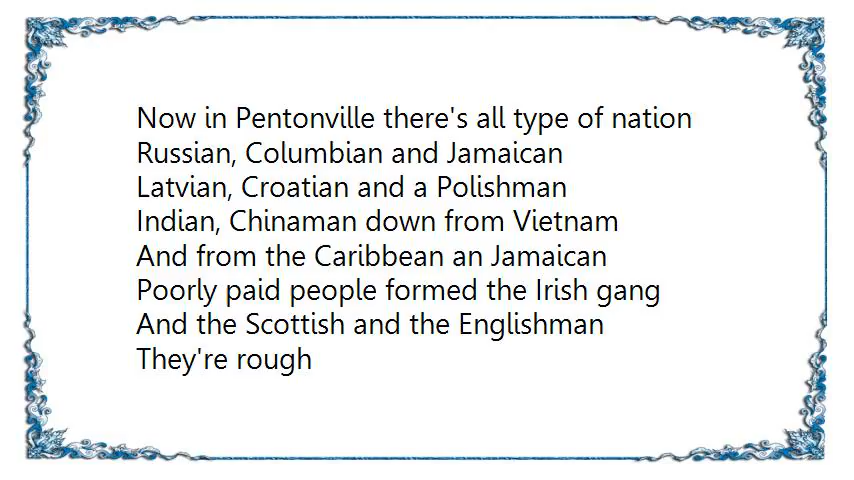 Now in Pentonville there's all type of nation
Russian, Columbian and Jamaican
Latvian, Croatian and a Polishman
Indian, Chinaman down from Vietnam
And from the Caribbean an Jamaican
Poorly paid people formed the Irish gang
And the Scottish and the Englishman
They're rough